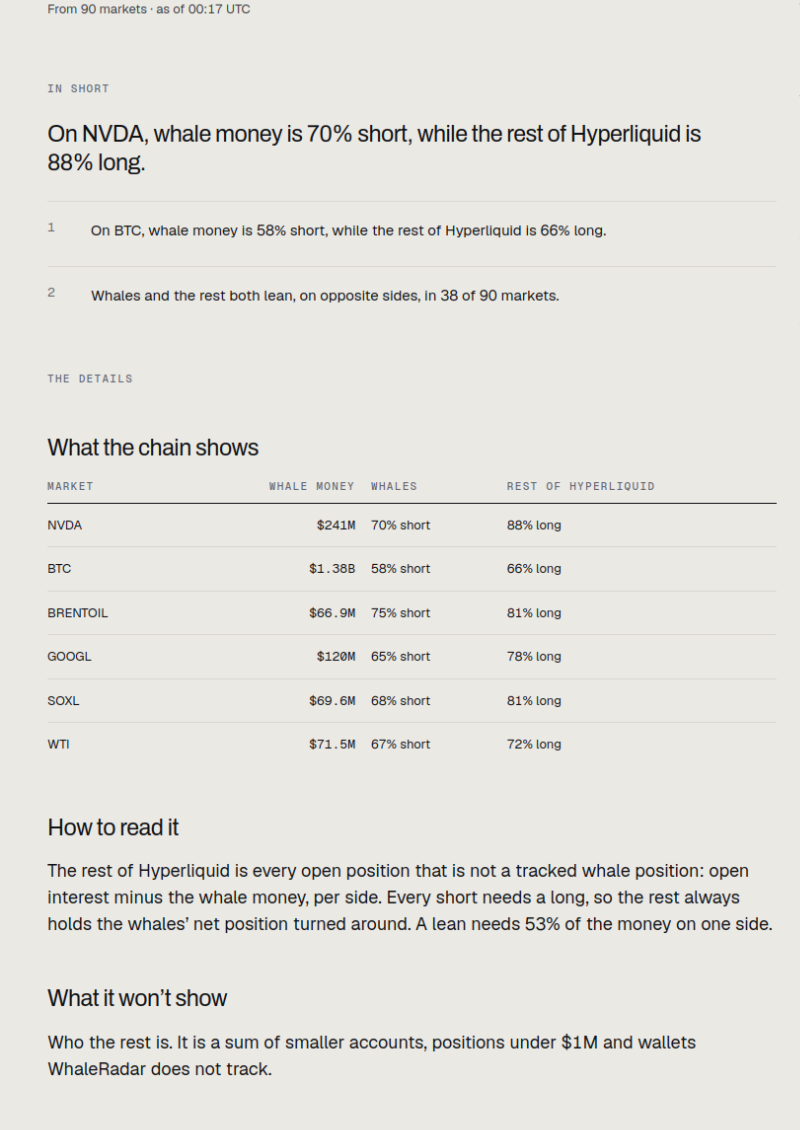 From 90 markets · as of 00:17 UTC
IN SHORT
On NVDA, whale money is 70% short, while the rest of Hyperliquid is
88% long.
1 On BTC, whale money is 58% short, while the rest of Hyperliquid is 66% long.
2 Whales and the rest both lean, on opposite sides, in 38 of 90 markets.
THE DETAILS
What the chain shows
MARKET WHALE MONEY WHALES REST OF HYPERLIQUID
NVDA $241M 70% short 88% long
BTC $1.38B 58% short 66% long
BRENTOIL $66.9M 75% short 81% long
GOOGL $120M 65% short 78% long
SOXL $69.6M 68% short 81% long
WTI $71.5M 67% short 72% long
How to read it
The rest of Hyperliquid is every open position that is not a tracked whale position: open
interest minus the whale money, per side. Every short needs a long, so the rest always
holds the whales’ net position turned around. A lean needs 53% of the money on one side.
What it won’t show
Who the rest is. It is a sum of smaller accounts, positions under $1M and wallets
WhaleRadar does not track.